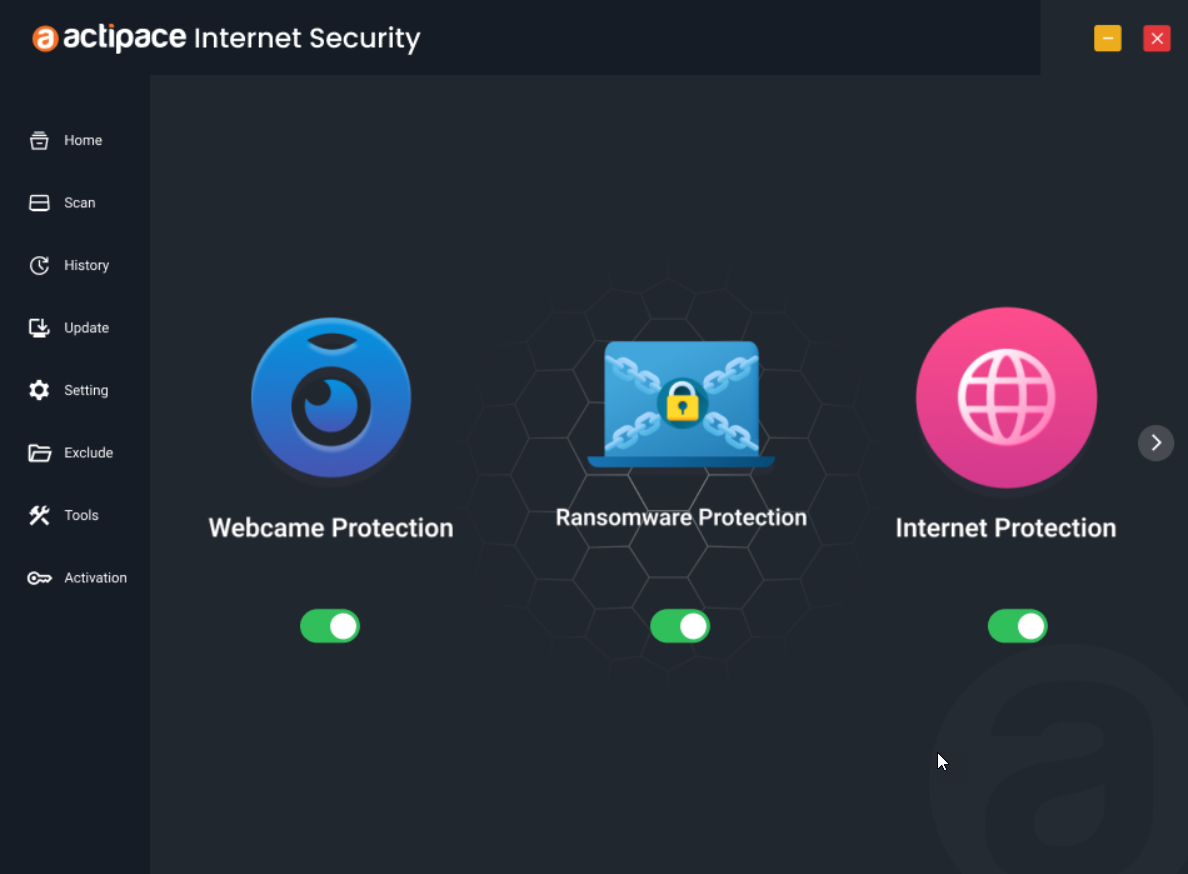 actipace Internet Security
Home
Scan
History
Update
Setting
Exclude
Tools
Activation
Webcame Protection
Ransomware Protection
Internet Protection